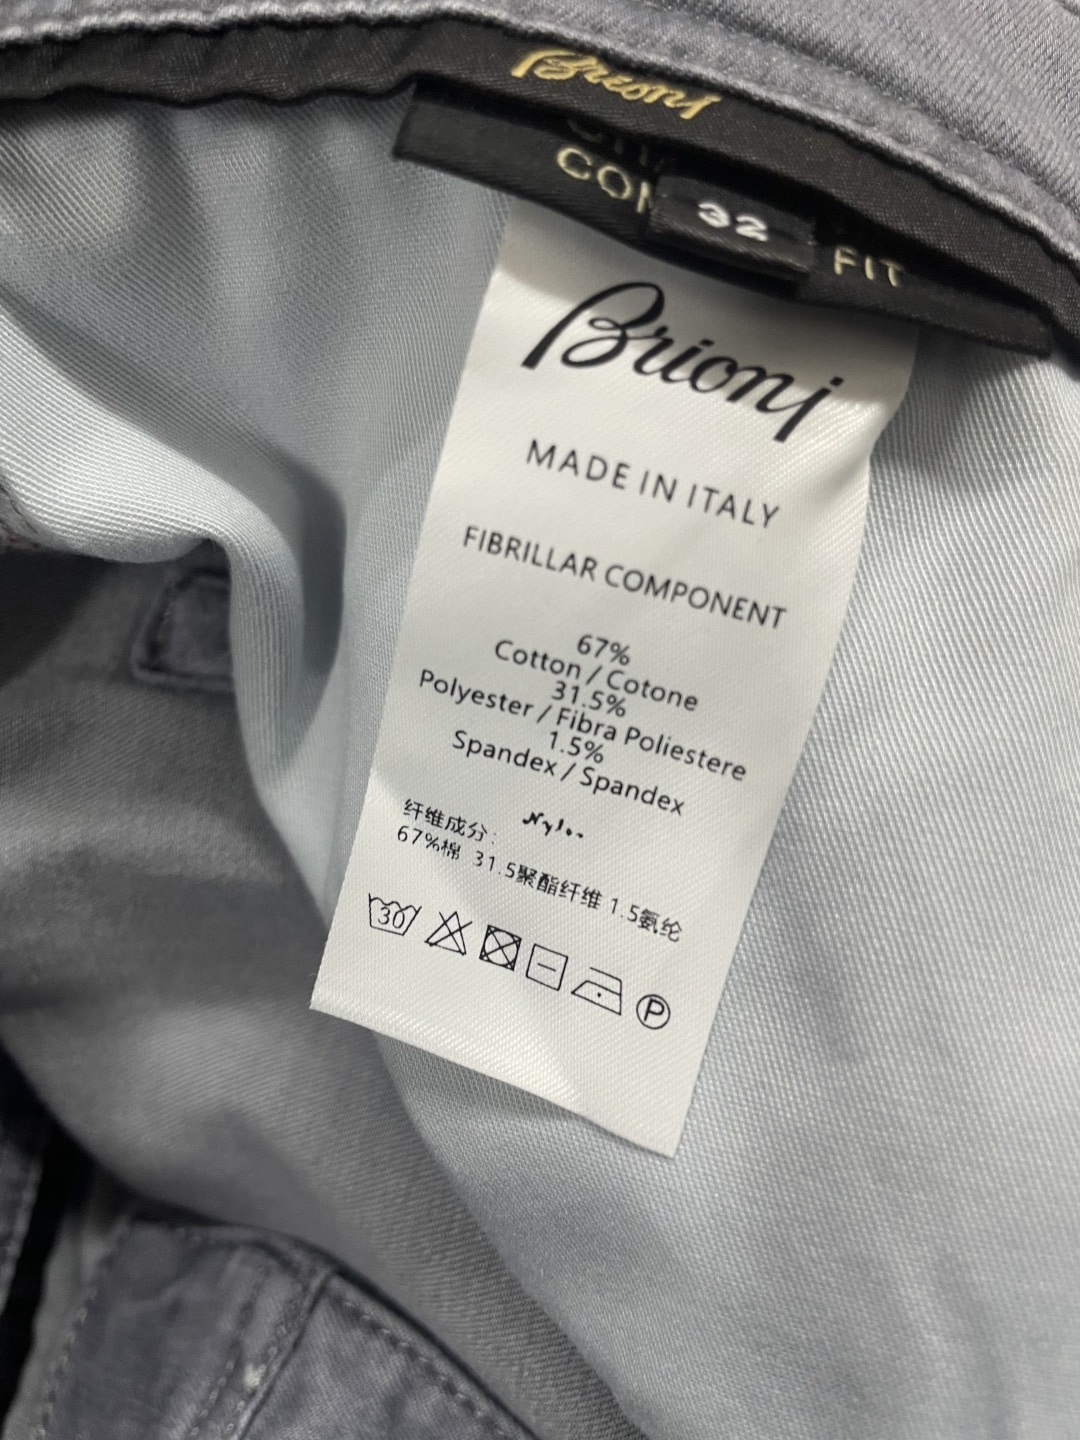 Brioni
CON
32
FIT
Brioni
MADE IN ITALY
FIBRILLAR COMPONENT
67%
Cotton / Cotone
31.5%
Polyester / Fibra Poliestere
1.5%
Spandex / Spandex
纤维成分:
67%棉 31.5聚酯纤维 1.5氨纶
30
P